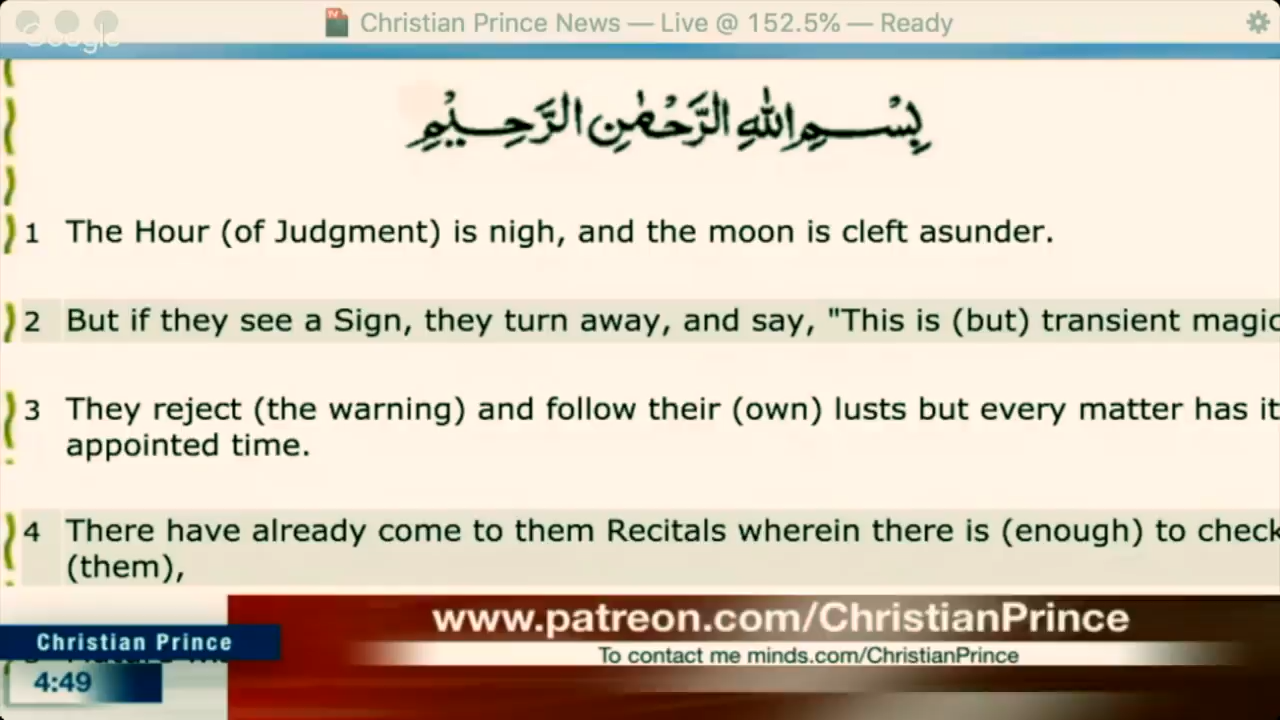 Christian Prince News — Live @ 152.5% — Ready
Google
بِسْمِ اللهِ الرَّحْمٰنِ الرَّحِيْمِ
1 The Hour (of Judgment) is nigh, and the moon is cleft asunder.
2 But if they see a Sign, they turn away, and say, "This is (but) transient magic
3 They reject (the warning) and follow their (own) lusts but every matter has it
appointed time.
4 There have already come to them Recitals wherein there is (enough) to check
(them),
www.patreon.com/ChristianPrince
Christian Prince
To contact me minds.com/ChristianPrince
4:49